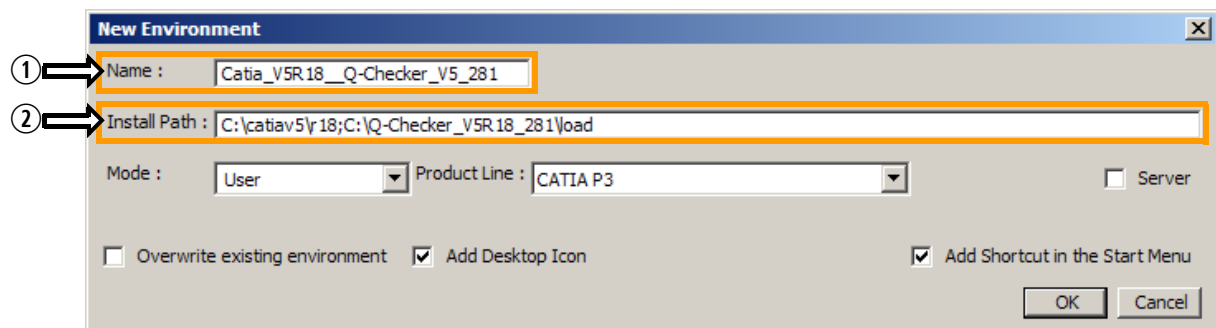 New Environment
① Name : Catia_V5R18__Q-Checker_V5_281
② Install Path : C:\catiav5\r18;C:\Q-Checker_V5R18_281\load
Mode : User Product Line : CATIA P3 Server
Overwrite existing environment Add Desktop Icon Add Shortcut in the Start Menu
OK Cancel